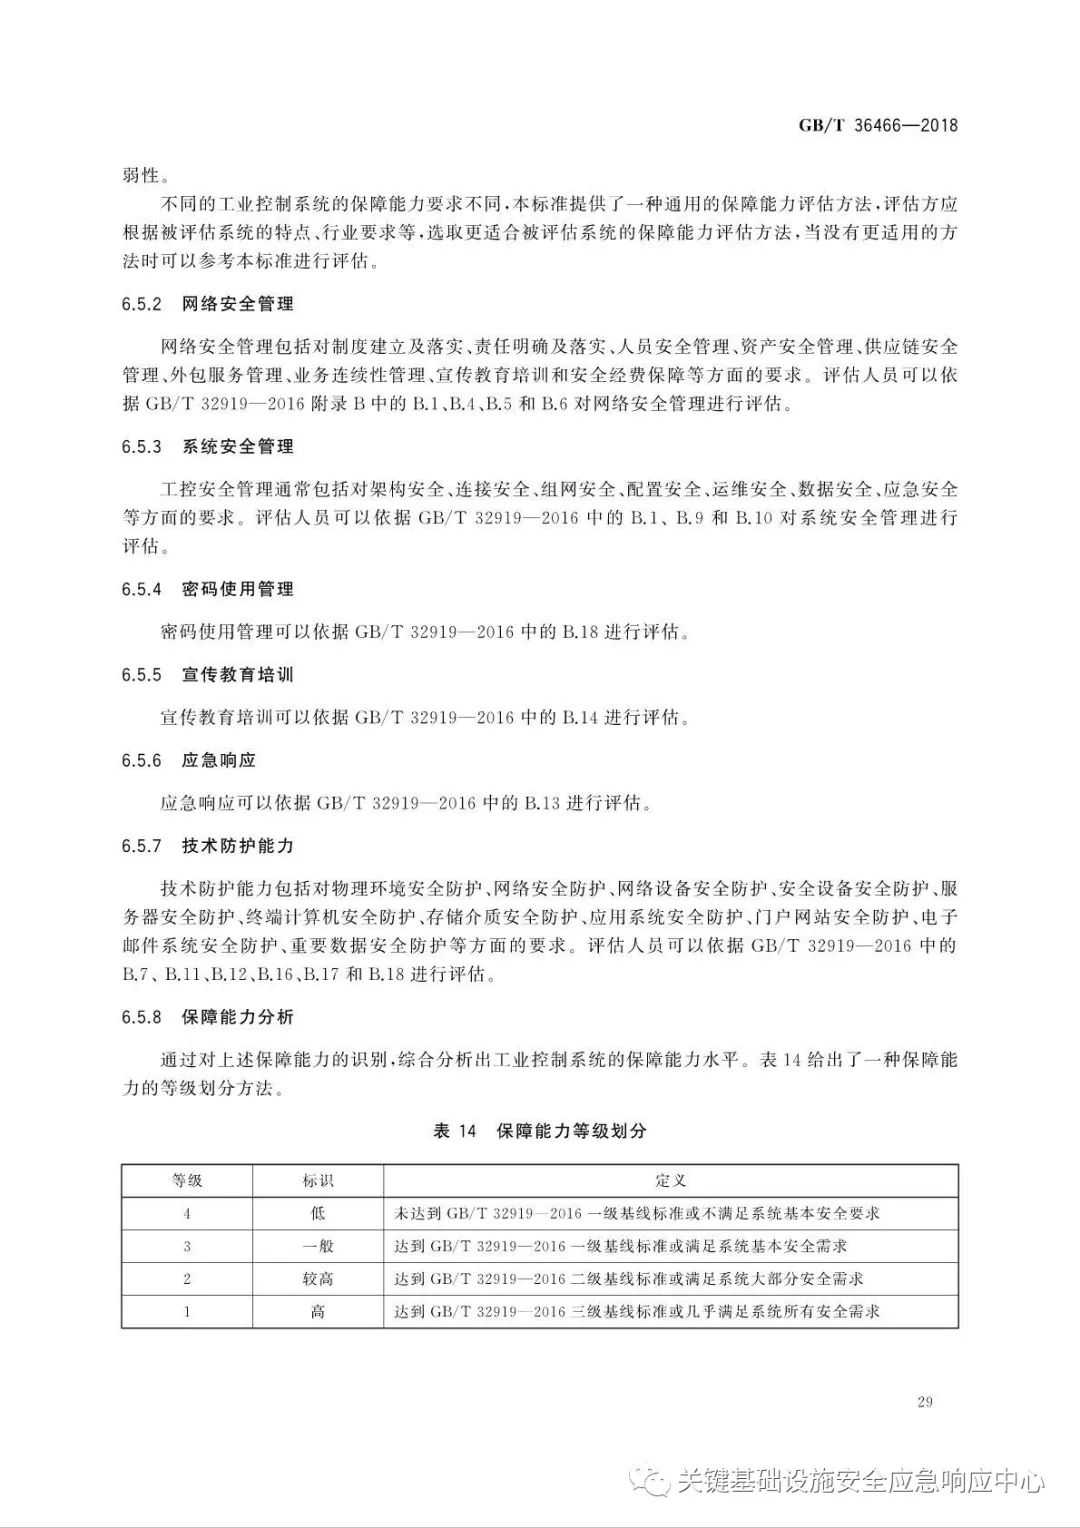 GB/T 36466—2018
弱性。
不同的工业控制系统的保障能力要求不同,本标准提供了一种通用的保障能力评估方法,评估方应
根据被评估系统的特点、行业要求等,选取更适合被评估系统的保障能力评估方法,当没有更适用的方
法时可以参考本标准进行评估。
6.5.2 网络安全管理
网络安全管理包括对制度建立及落实、责任明确及落实、人员安全管理、资产安全管理、供应链安全
管理、外包服务管理、业务连续性管理、宣传教育培训和安全经费保障等方面的要求。评估人员可以依
据 GB/T 32919—2016 附录 B 中的 B.1、B.4、B.5 和 B.6 对网络安全管理进行评估。
6.5.3 系统安全管理
工控安全管理通常包括对架构安全、连接安全、组网安全、配置安全、运维安全、数据安全、应急安全
等方面的要求。评估人员可以依据 GB/T 32919—2016 中的 B.1、B.9 和 B.10 对系统安全管理进行
评估。
6.5.4 密码使用管理
密码使用管理可以依据 GB/T 32919—2016 中的 B.18 进行评估。
6.5.5 宣传教育培训
宣传教育培训可以依据 GB/T 32919—2016 中的 B.14 进行评估。
6.5.6 应急响应
应急响应可以依据 GB/T 32919—2016 中的 B.13 进行评估。
6.5.7 技术防护能力
技术防护能力包括对物理环境安全防护、网络安全防护、网络设备安全防护、安全设备安全防护、服
务器安全防护、终端计算机安全防护、存储介质安全防护、应用系统安全防护、门户网站安全防护、电子
邮件系统安全防护、重要数据安全防护等方面的要求。评估人员可以依据 GB/T 32919—2016 中的
B.7、B.11、B.12、B.16、B.17 和 B.18 进行评估。
6.5.8 保障能力分析
通过对上述保障能力的识别,综合分析出工业控制系统的保障能力水平。表 14 给出了一种保障能
力的等级划分方法。
表 14 保障能力等级划分
等级 标识 定义
4 低 未达到 GB/T 32919—2016 一级基线标准或不满足系统基本安全要求
3 一般 达到 GB/T 32919—2016 一级基线标准或满足系统基本安全需求
2 较高 达到 GB/T 32919—2016 二级基线标准或满足系统大部分安全需求
1 高 达到 GB/T 32919—2016 三级基线标准或几乎满足系统所有安全需求
29
关键基础设施安全应急响应中心